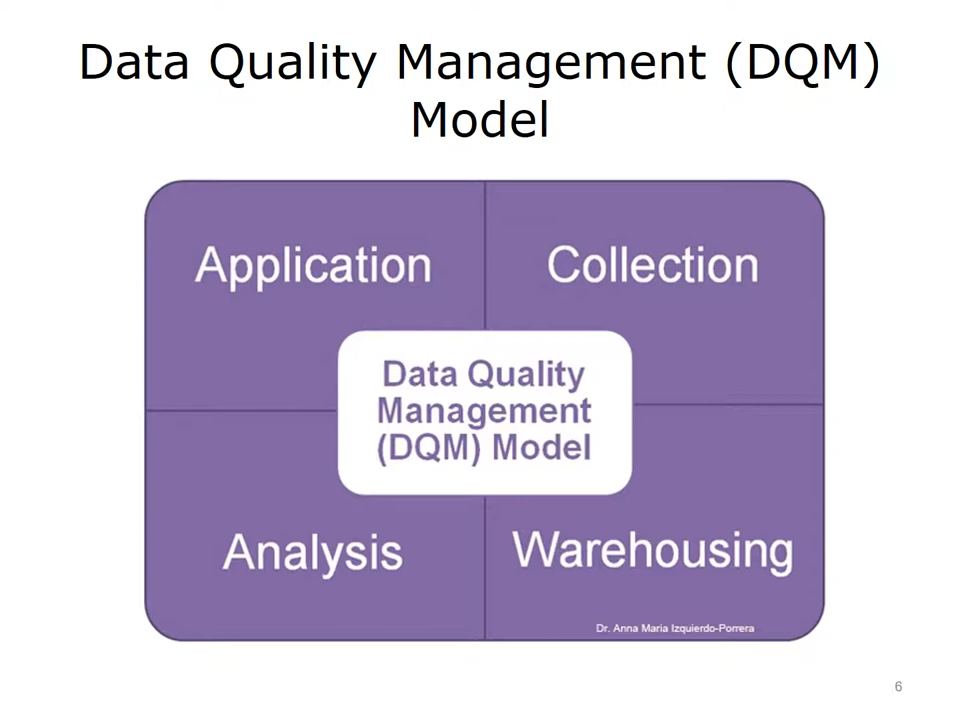 Data Quality Management (DQM)
Model
Application
Collection
Data Quality
Management
(DQM) Model
Analysis
Warehousing
Dr. Anna Maria Izquierdo-Porrera
6